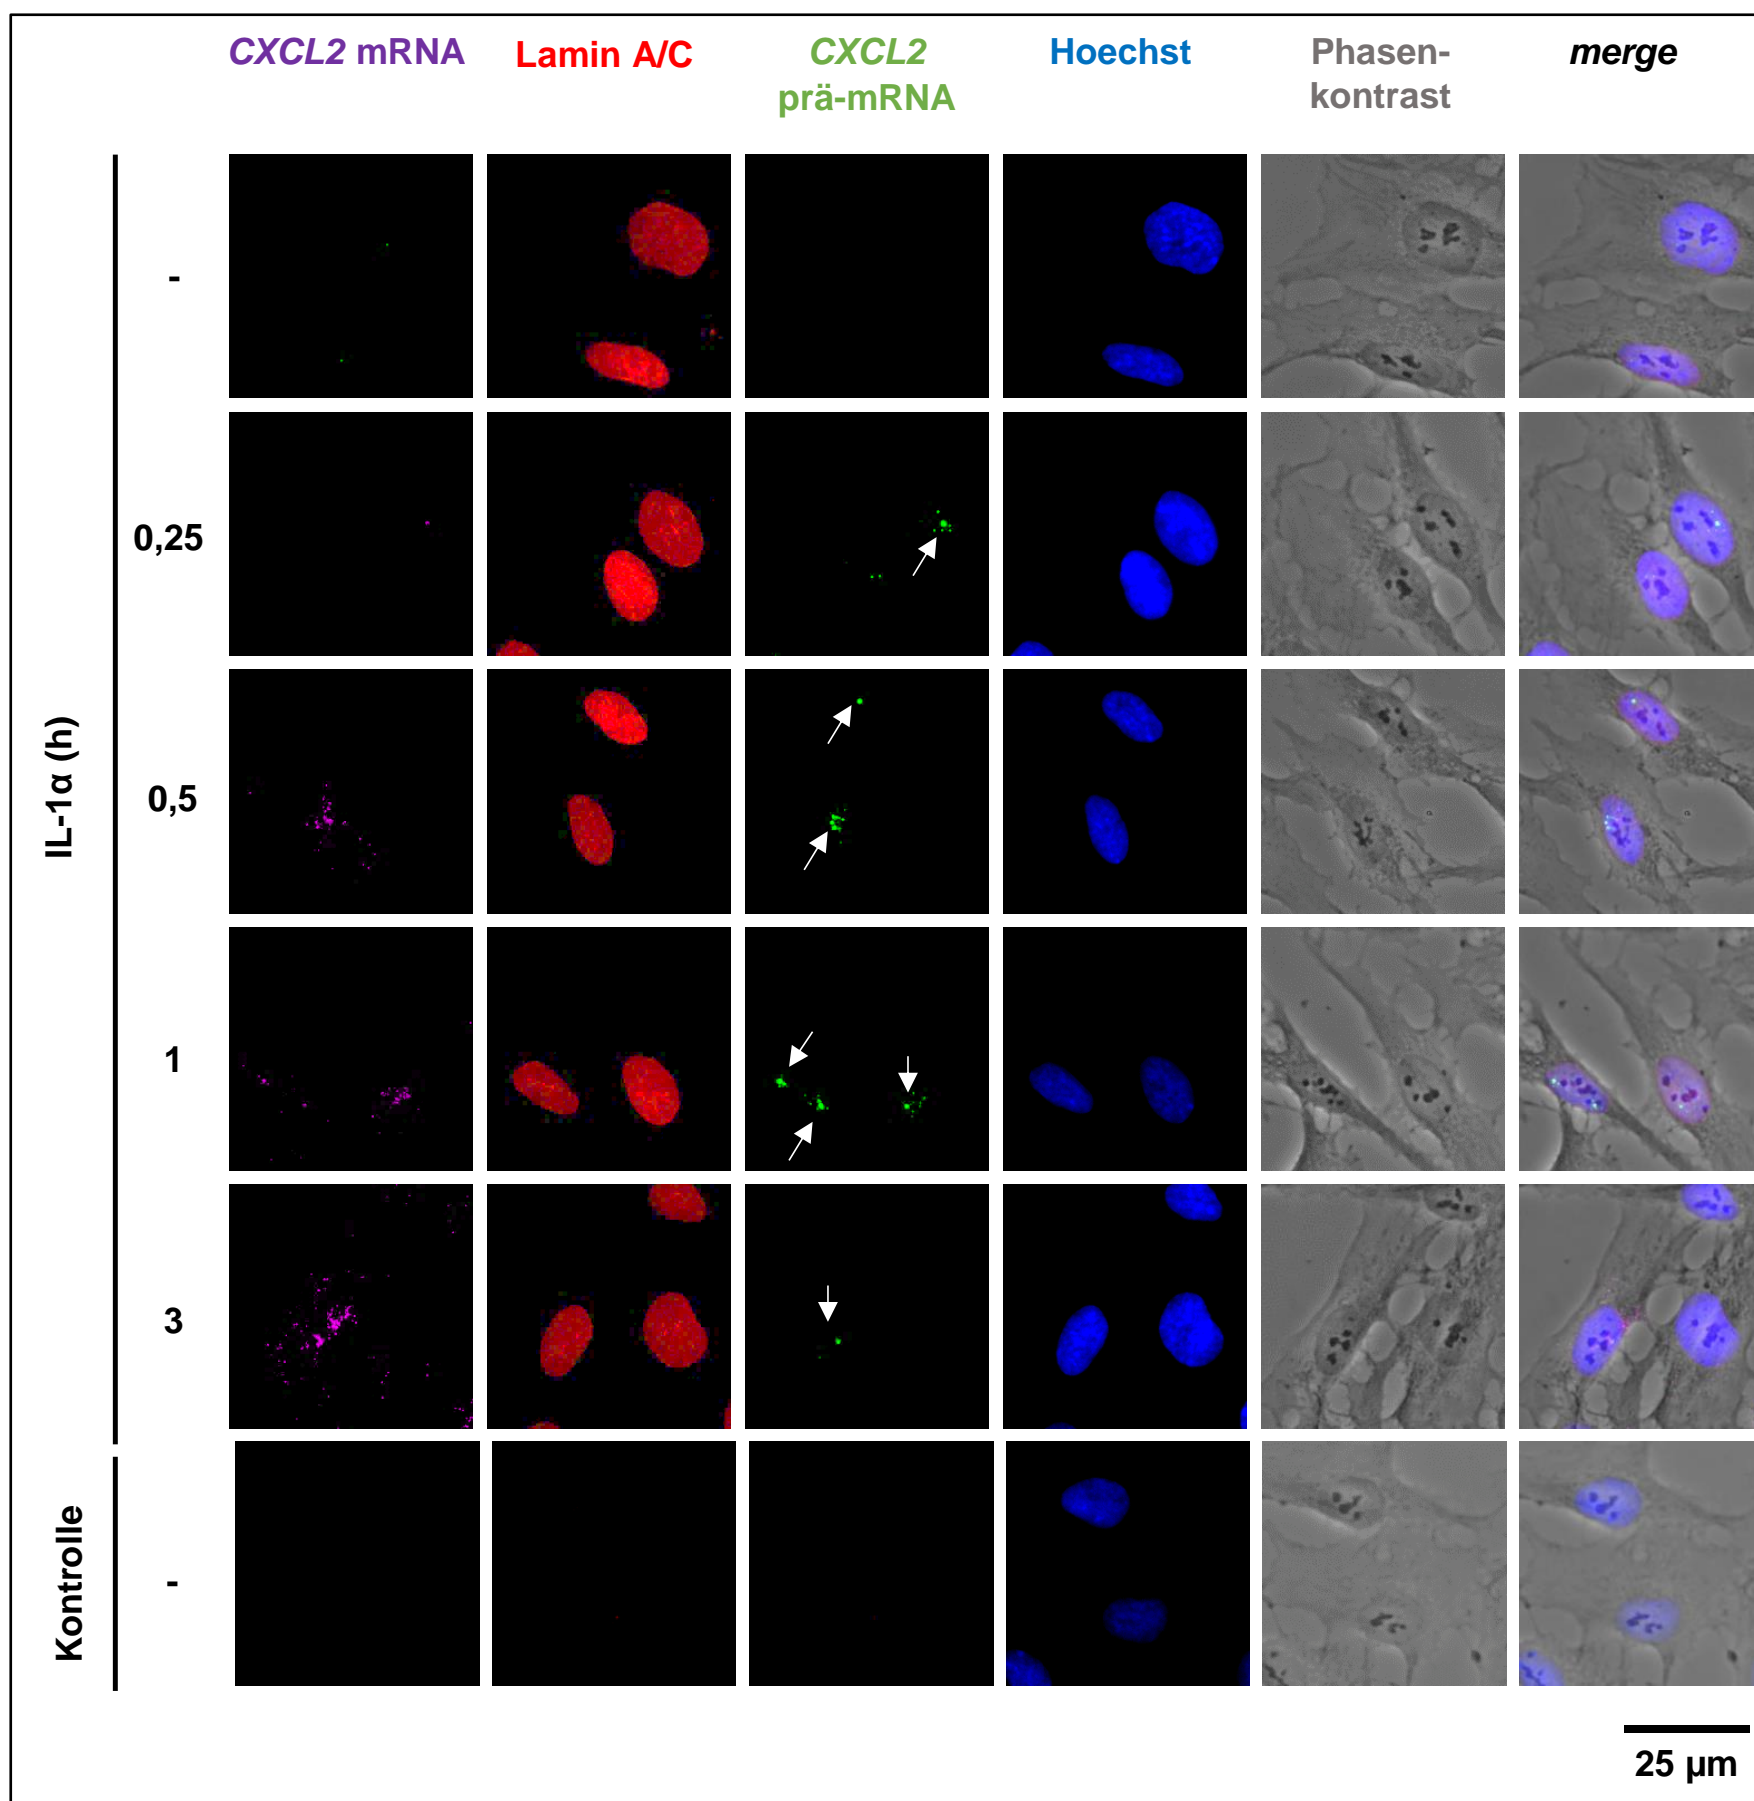 CXCL2 mRNA
Lamin A/C
CXCL2
prä-mRNA
Hoechst
Phasen-
kontrast
merge
IL-1α (h)
-
0,25
0,5
1
3
Kontrolle
-
25 µm